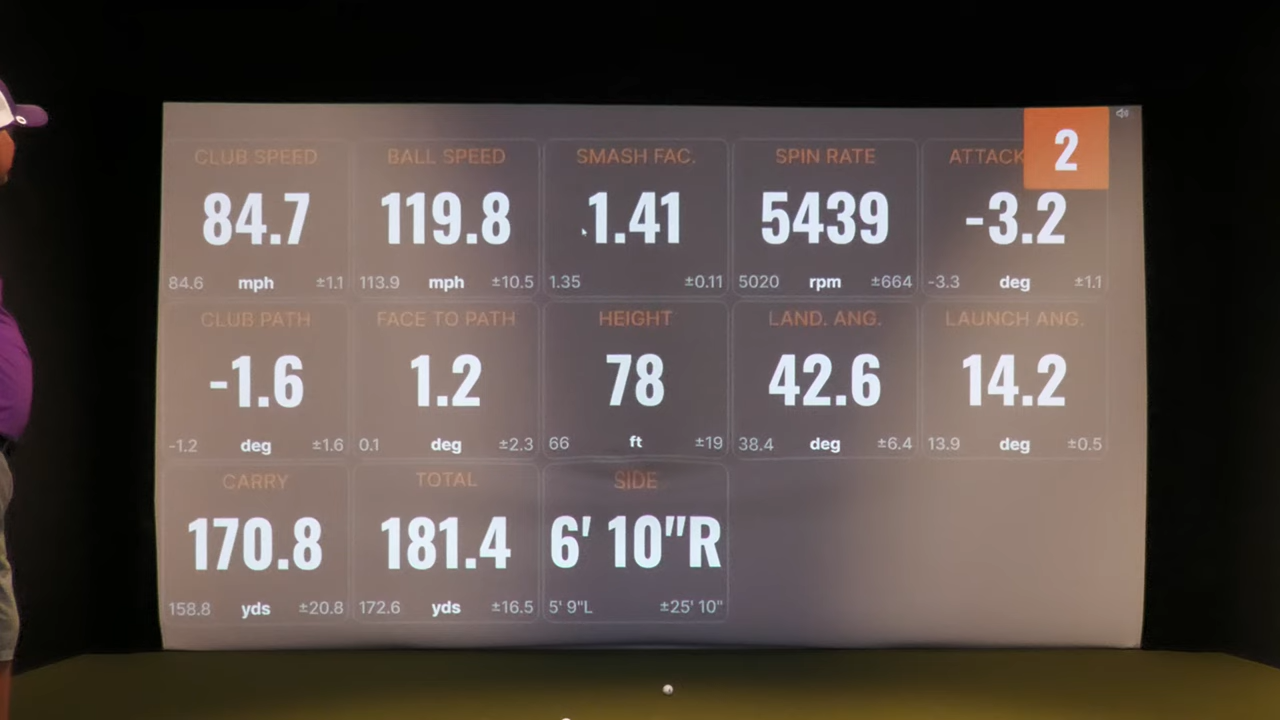 2
CLUB SPEED BALL SPEED SMASH FAC. SPIN RATE ATTACK
84.7 119.8 1.41 5439 -3.2
84.6 mph ±1.1 113.9 mph ±10.5 1.35 ±0.11 5020 rpm ±664 -3.3 deg ±1.1
CLUB PATH FACE TO PATH HEIGHT LAND. ANG. LAUNCH ANG.
-1.6 1.2 78 42.6 14.2
-1.2 deg ±1.6 0.1 deg ±2.3 66 ft ±19 38.4 deg ±6.4 13.9 deg ±0.5
CARRY TOTAL SIDE
170.8 181.4 6' 10"R
158.8 yds ±20.8 172.6 yds ±16.5 5' 9"L ±25' 10"